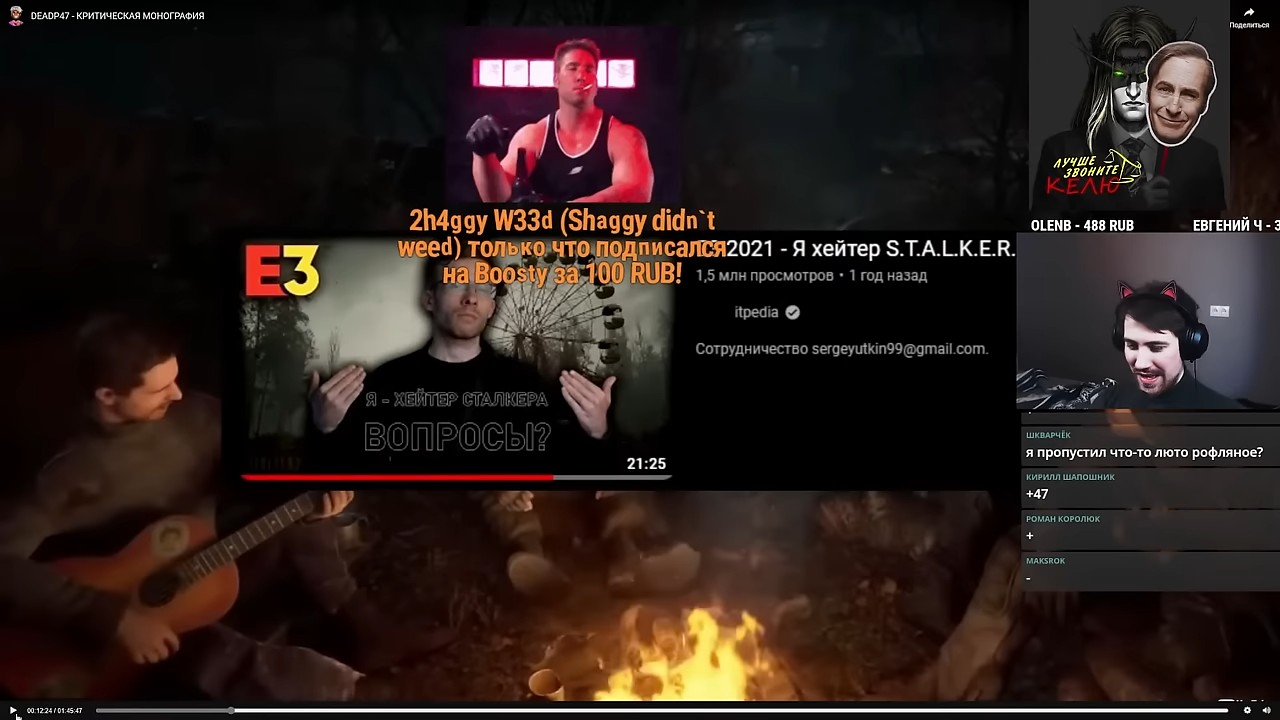 DEADP47 - КРИТИЧЕСКАЯ МОНОГРАФИЯ
Поделиться
ЛУЧШЕ
ЗВОНИТЕ
КЕЛЮ
OLENB - 488 RUB
ЕВГЕНИЙ Ч - 3
2h4ggy W33d (Shaggy didn`t
weed) только что подписался
на Boosty за 100 RUB!
E3
2021 - Я хейтер S.T.A.L.K.E.R.
1,5 млн просмотров • 1 год назад
itpedia
Сотрудничество sergeyutkin99@gmail.com.
Я - ХЕЙТЕР СТАЛКЕРА
ВОПРОСЫ?
21:25
ШКВАРЧЁК
я пропустил что-то люто рофляное?
КИРИЛЛ ШАПОШНИК
+47
РОМАН КОРОЛЮК
+
MAKSROK
-
00:12:24 / 01:45:47